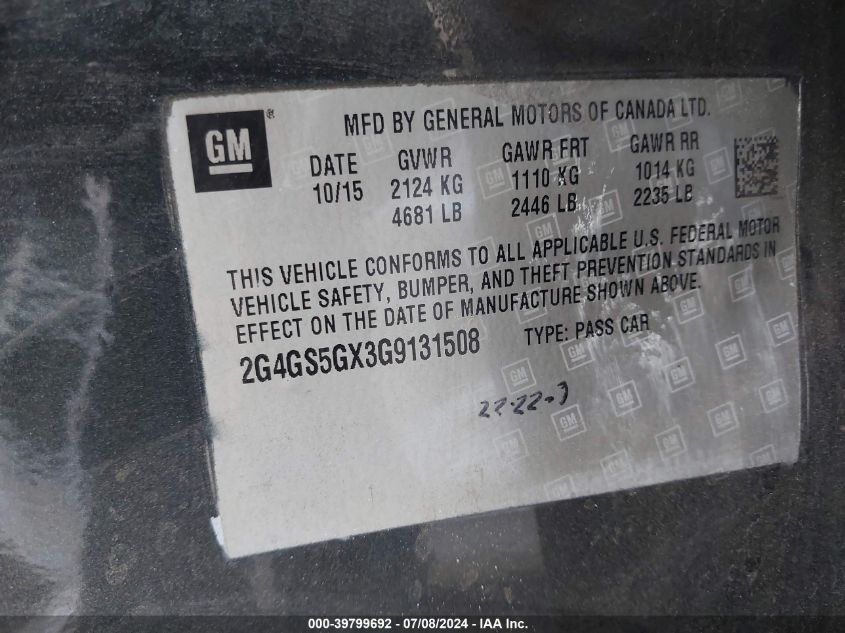 GM ®
MFD BY GENERAL MOTORS OF CANADA LTD.
DATE GVWR GAWR FRT GAWR RR
10/15 2124 KG 1110 KG 1014 KG
4681 LB 2446 LB 2235 LB
THIS VEHICLE CONFORMS TO ALL APPLICABLE U.S. FEDERAL MOTOR
VEHICLE SAFETY, BUMPER, AND THEFT PREVENTION STANDARDS IN
EFFECT ON THE DATE OF MANUFACTURE SHOWN ABOVE.
2G4GS5GX3G9131508 TYPE: PASS CAR
000-39799692 - 07/08/2024 - IAA Inc.